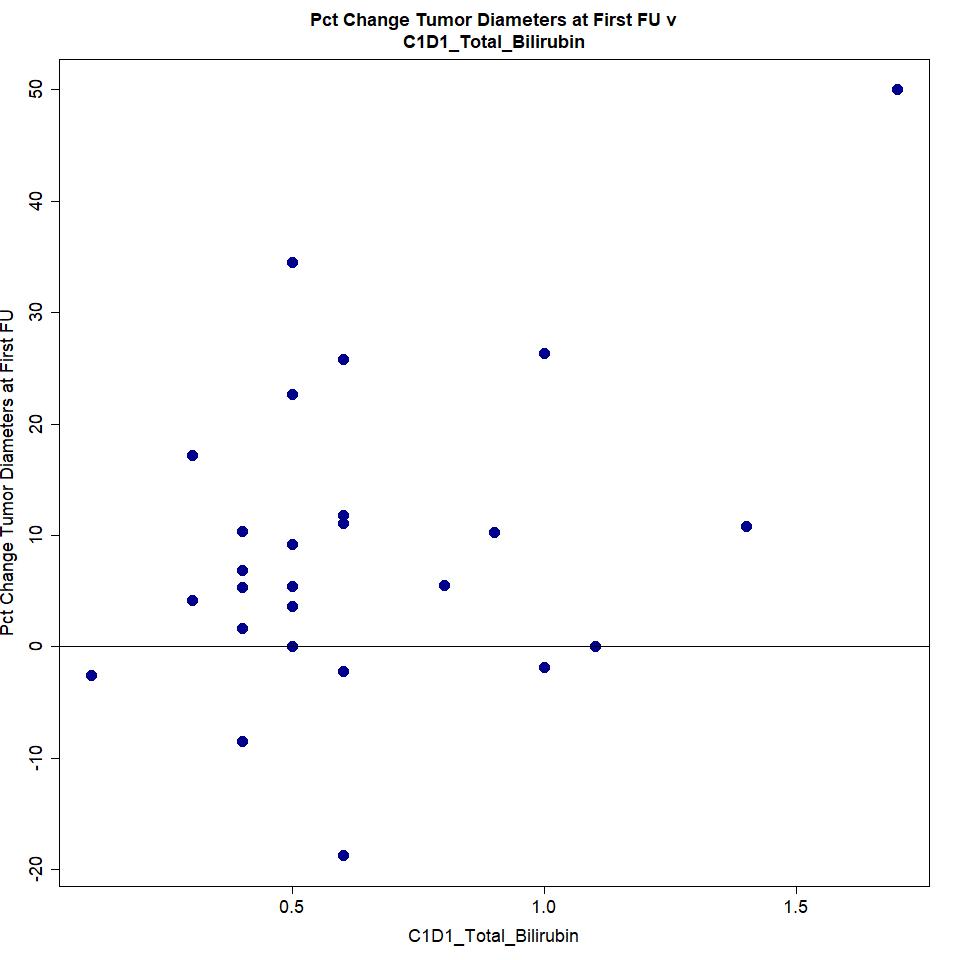 Pct Change Tumor Diameters at First FU v
C1D1_Total_Bilirubin
Pct Change Tumor Diameters at First FU
50
40
30
20
10
0
-10
-20
0.5
1.0
1.5
C1D1_Total_Bilirubin